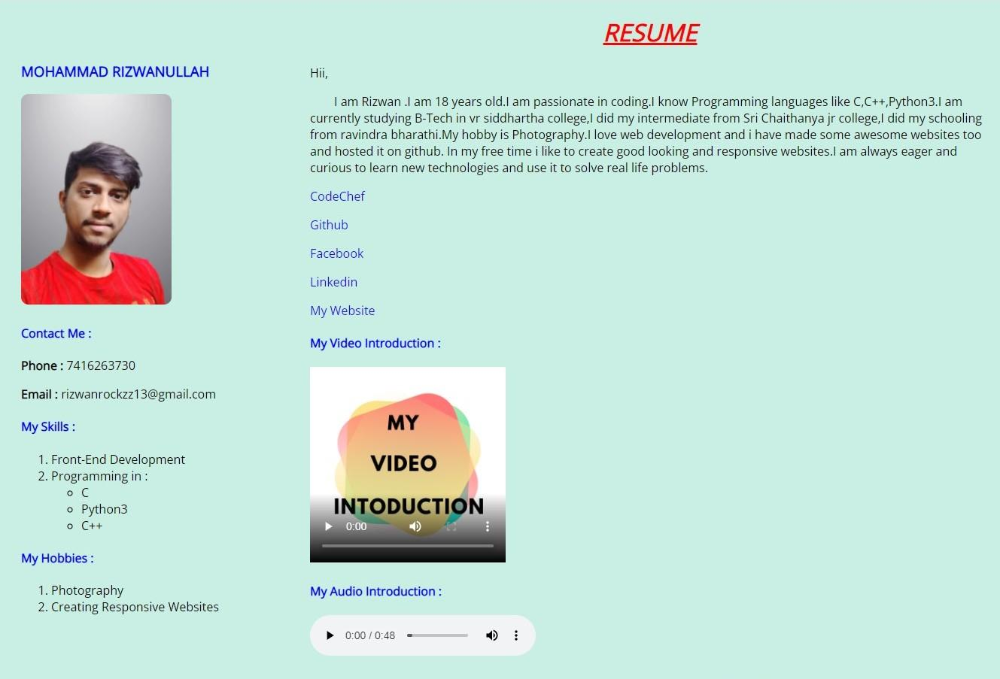 RESUME
MOHAMMAD RIZWANULLAH
Contact Me :
Phone : 7416263730
Email : rizwanrockzz13@gmail.com
My Skills :
1. Front-End Development
2. Programming in :
C
Python3
C++
My Hobbies :
1. Photography
2. Creating Responsive Websites
Hii,
I am Rizwan .I am 18 years old.I am passionate in coding.I know Programming languages like C,C++,Python3.I am
currently studying B-Tech in vr siddhartha college,I did my intermediate from Sri Chaithanya jr college,I did my schooling
from ravindra bharathi.My hobby is Photography.I love web development and i have made some awesome websites too
and hosted it on github. In my free time i like to create good looking and responsive websites.I am always eager and
curious to learn new technologies and use it to solve real life problems.
CodeChef
Github
Facebook
Linkedin
My Website
My Video Introduction :
MY
VIDEO
INTODUCTION
0:00
My Audio Introduction :
0:00 / 0:48